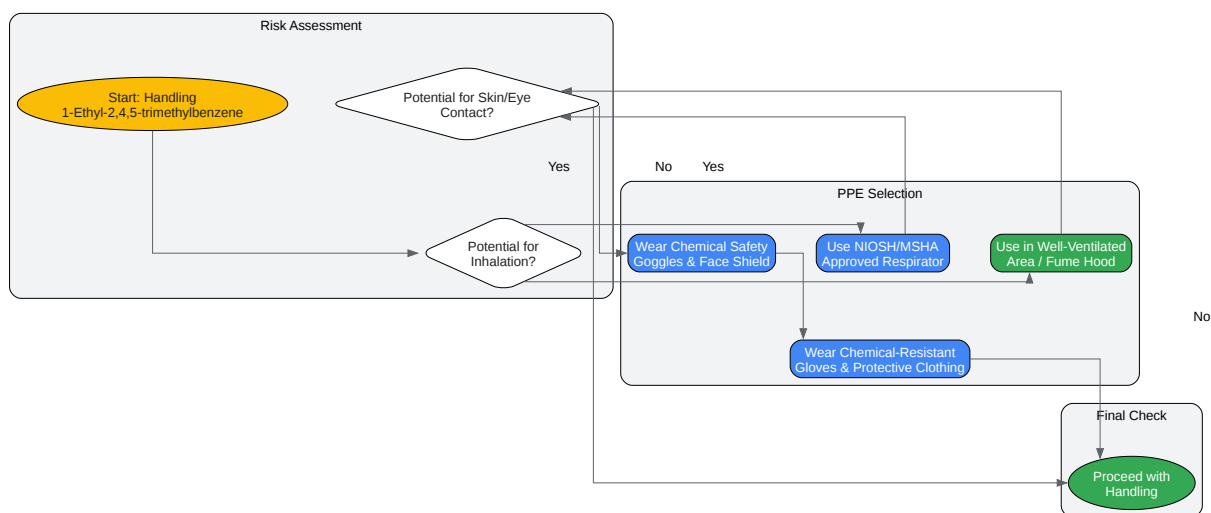 Risk Assessment
Start: Handling
1-Ethyl-2,4,5-trimethylbenzene
Potential for Skin/Eye
Contact?
Yes
No
Yes
PPE Selection
Potential for
Inhalation?
Wear Chemical Safety
Goggles & Face Shield
Use NIOSH/MSHA
Approved Respirator
Use in Well-Ventilated
Area / Fume Hood
No
Wear Chemical-Resistant
Gloves & Protective Clothing
Final Check
Proceed with
Handling